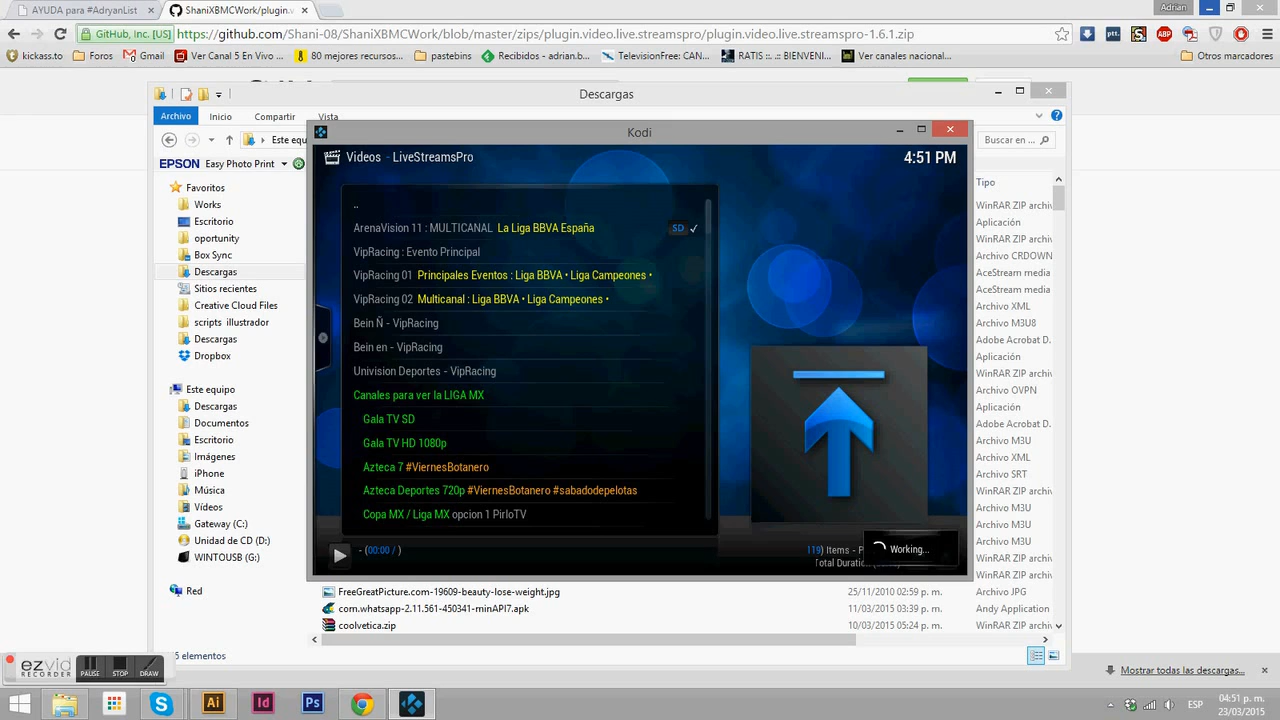 AYUDA para #AdryanList
ShaniXBMCWork/plugin.v
Adrian
GitHub, Inc. [US]
https://github.com/Shani-08/ShaniXBMCWork/blob/master/zips/plugin.video.live.streamspro/plugin.video.live.streamspro-1.6.1.zip
kickass.to
Foros
Gmail
Ver Canal 5 En Vivo ...
80 mejores recursos...
pastebins
Recibidos - adrian.b...
TelevisionFree: CAN...
RATIS ::. .:: BIENVENI...
Ver canales nacional...
Otros marcadores
Descargas
Archivo
Inicio
Compartir
Vista
Este equ
Buscar en ...
EPSON Easy Photo Print
Favoritos
Works
Escritorio
oportunity
Box Sync
Descargas
Sitios recientes
Creative Cloud Files
scripts illustrador
Descargas
Dropbox
Este equipo
Descargas
Documentos
Escritorio
Imágenes
iPhone
Música
Vídeos
Gateway (C:)
Unidad de CD (D:)
WINTOUSB (G:)
Red
Kodi
Videos - LiveStreamsPro
4:51 PM
..
ArenaVision 11 : MULTICANAL La Liga BBVA España SD
VipRacing : Evento Principal
VipRacing 01 Principales Eventos : Liga BBVA • Liga Campeones •
VipRacing 02 Multicanal : Liga BBVA • Liga Campeones •
Bein Ñ - VipRacing
Bein en - VipRacing
Univision Deportes - VipRacing
Canales para ver la LIGA MX
Gala TV SD
Gala TV HD 1080p
Azteca 7 #ViernesBotanero
Azteca Deportes 720p #ViernesBotanero #sabadodepelotas
Copa MX / Liga MX opcion 1 PirloTV
- (00:00 / )
119) Items - P
Total Duratio
Working...
Tipo
WinRAR ZIP archiv
Aplicación
WinRAR ZIP archiv
Archivo CRDOWN
AceStream media
AceStream media
Archivo XML
Archivo M3U8
Adobe Acrobat D.
Aplicación
WinRAR ZIP archiv
Archivo OVPN
Aplicación
Adobe Acrobat D.
Archivo M3U
Archivo XML
Archivo SRT
WinRAR ZIP archiv
Archivo M3U
Archivo M3U
Archivo M3U
WinRAR ZIP archiv
WinRAR ZIP archiv
FreeGreatPicture.com-19609-beauty-lose-weight.jpg 25/11/2010 02:59 p. m. Archivo JPG
com.whatsapp-2.11.561-450341-minAPI7.apk 11/03/2015 03:39 p. m. Andy Application
coolvetica.zip 10/03/2015 05:24 p. m. WinRAR ZIP archiv
elementos
ezvid
RECORDER
PAUSE
STOP
DRAW
Mostrar todas las descargas...
Ai
Id
Ps
ESP
04:51 p. m.
23/03/2015